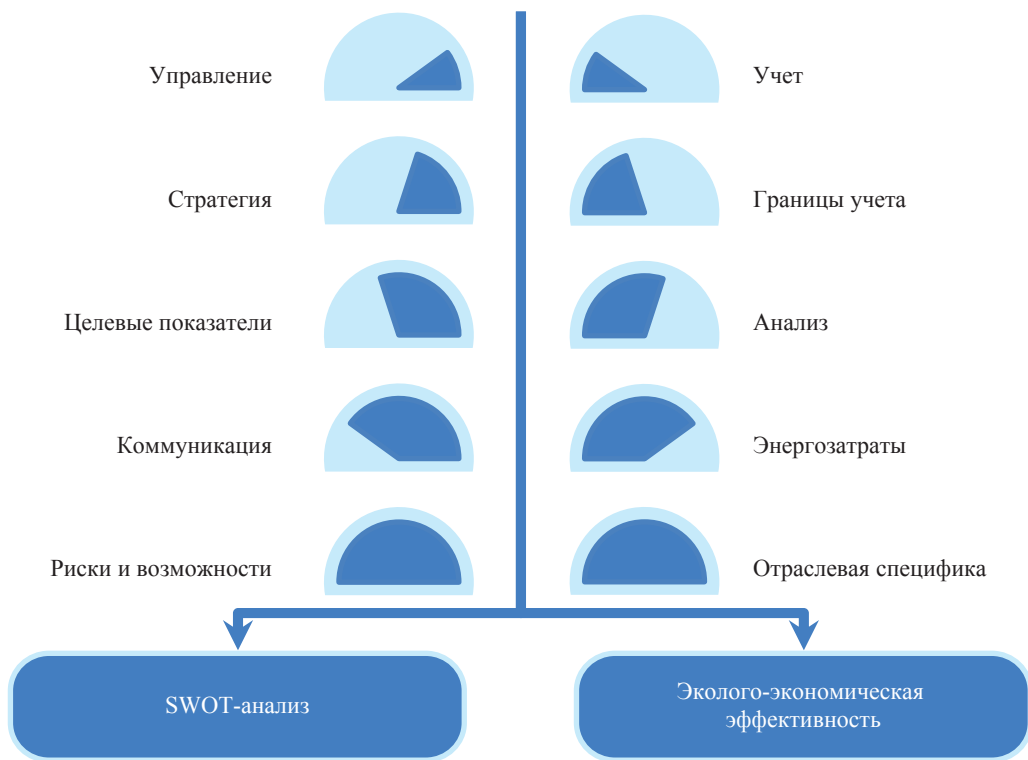 Управление
Учет
Стратегия
Границы учета
Целевые показатели
Анализ
Коммуникация
Энергозатраты
Риски и возможности
Отраслевая специфика
SWOT-анализ
Эколого-экономическая
эффективность